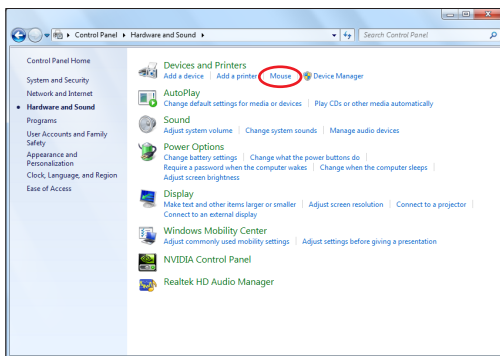 Control Panel ▸ Hardware and Sound ▸
Search Control Panel
Control Panel Home
System and Security
Network and Internet
Hardware and Sound
Programs
User Accounts and Family
Safety
Appearance and
Personalization
Clock, Language, and Region
Ease of Access
Devices and Printers
Add a device | Add a printer | Mouse | Device Manager
AutoPlay
Change default settings for media or devices | Play CDs or other media automatically
Sound
Adjust system volume | Change system sounds | Manage audio devices
Power Options
Change battery settings | Change what the power buttons do |
Require a password when the computer wakes | Change when the computer sleeps |
Adjust screen brightness
Display
Make text and other items larger or smaller | Adjust screen resolution | Connect to a projector |
Connect to an external display
Windows Mobility Center
Adjust commonly used mobility settings | Adjust settings before giving a presentation
NVIDIA Control Panel
Realtek HD Audio Manager